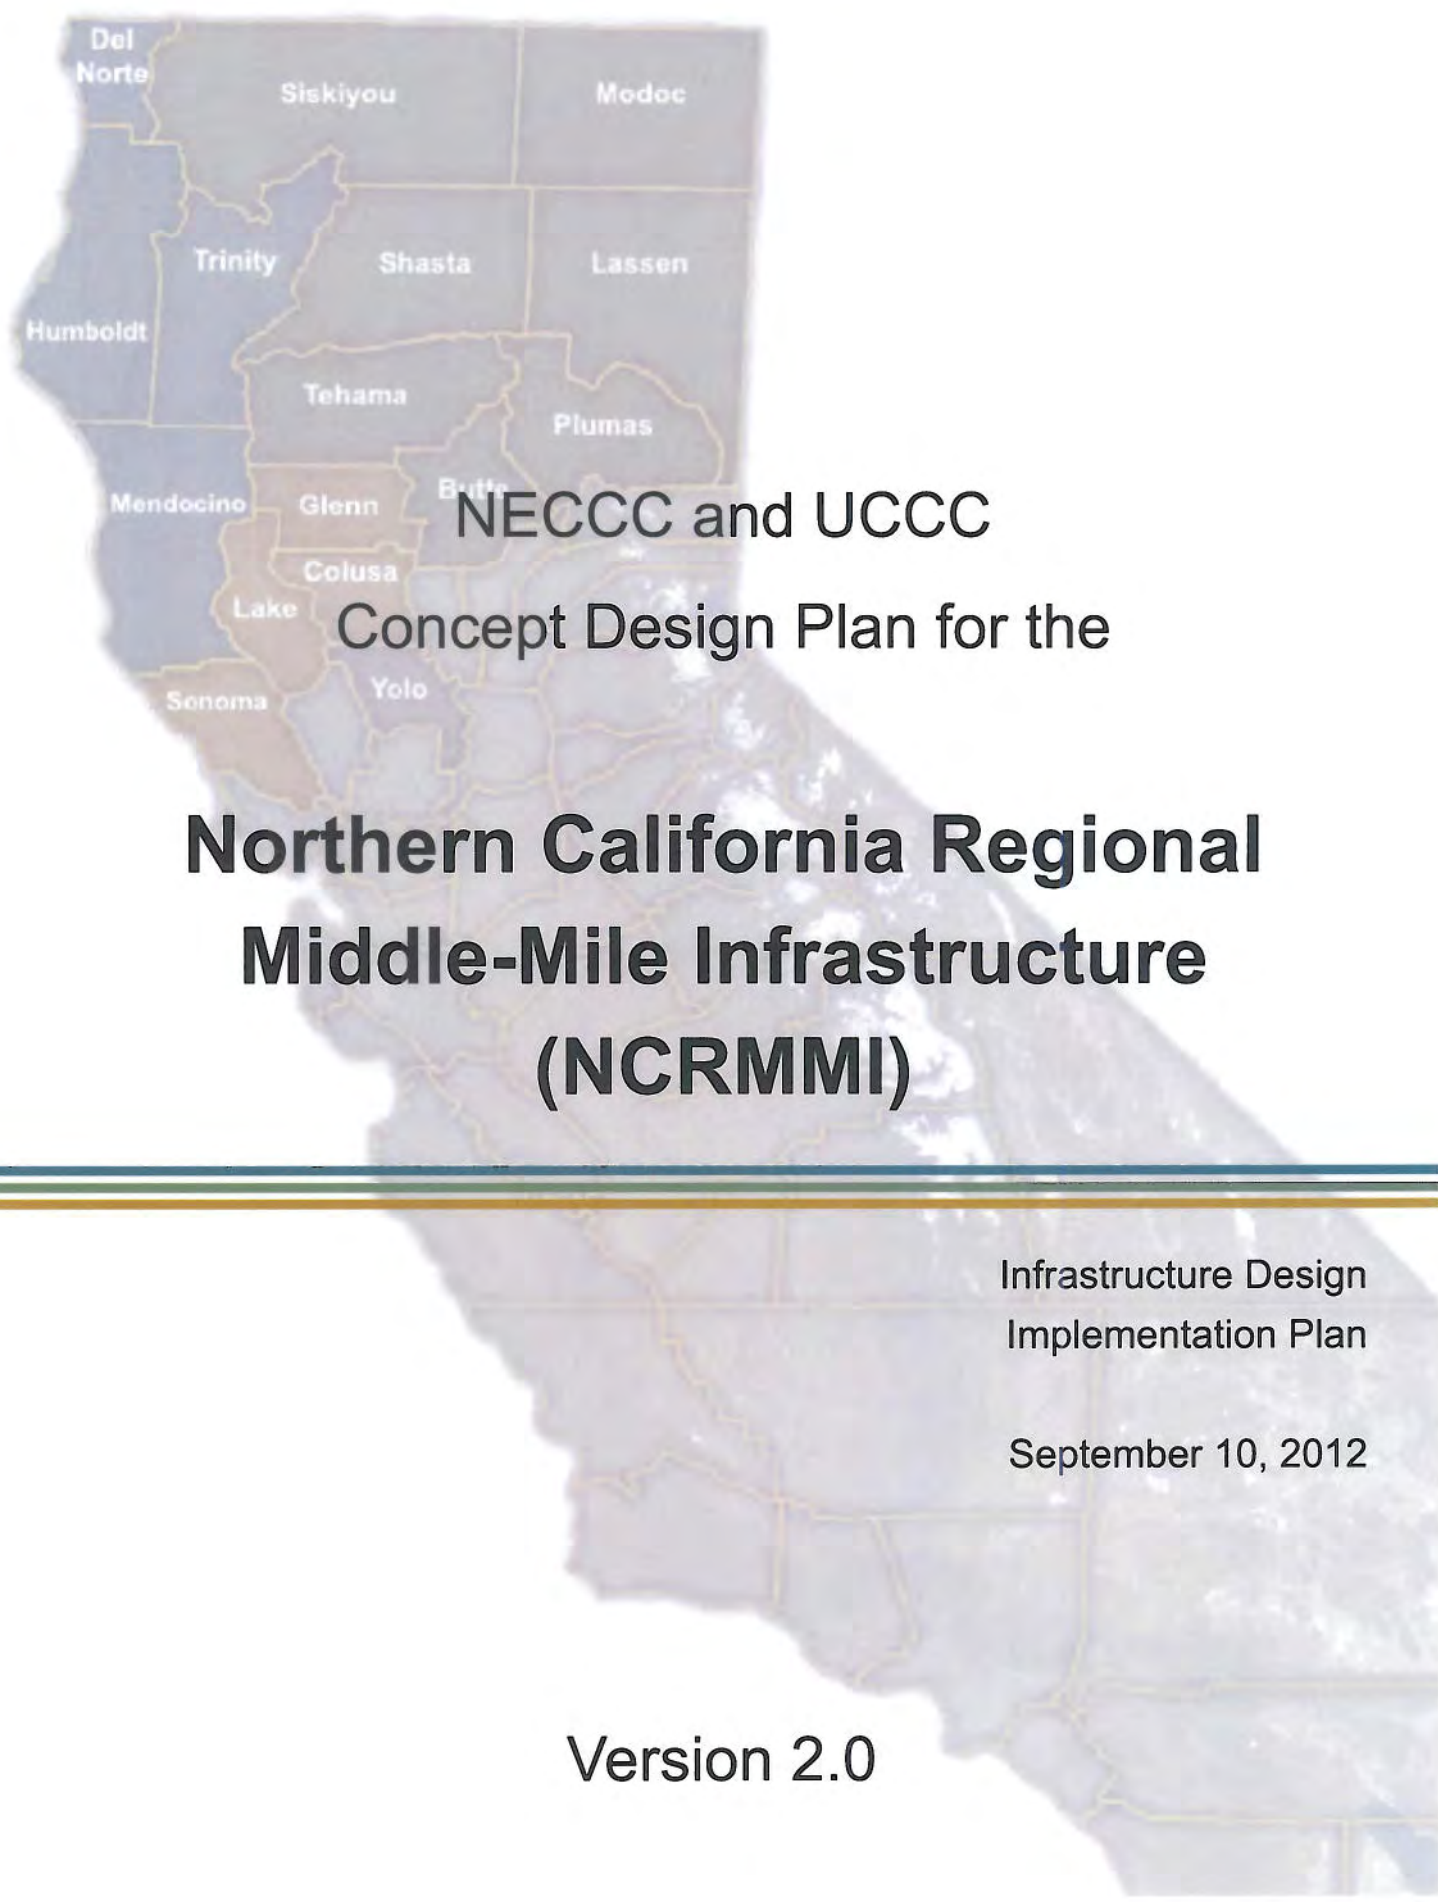 Del
Norte
Siskiyou
Modoc
Trinity
Shasta
Lassen
Humboldt
Tehama
Plumas
Mendocino
Glenn
Butte
NECCC and UCCC
Colusa
Lake
Concept Design Plan for the
Yolo
Sonoma
Northern California Regional
Middle-Mile Infrastructure
(NCRMMI)
Infrastructure Design
Implementation Plan
September 10, 2012
Version 2.0